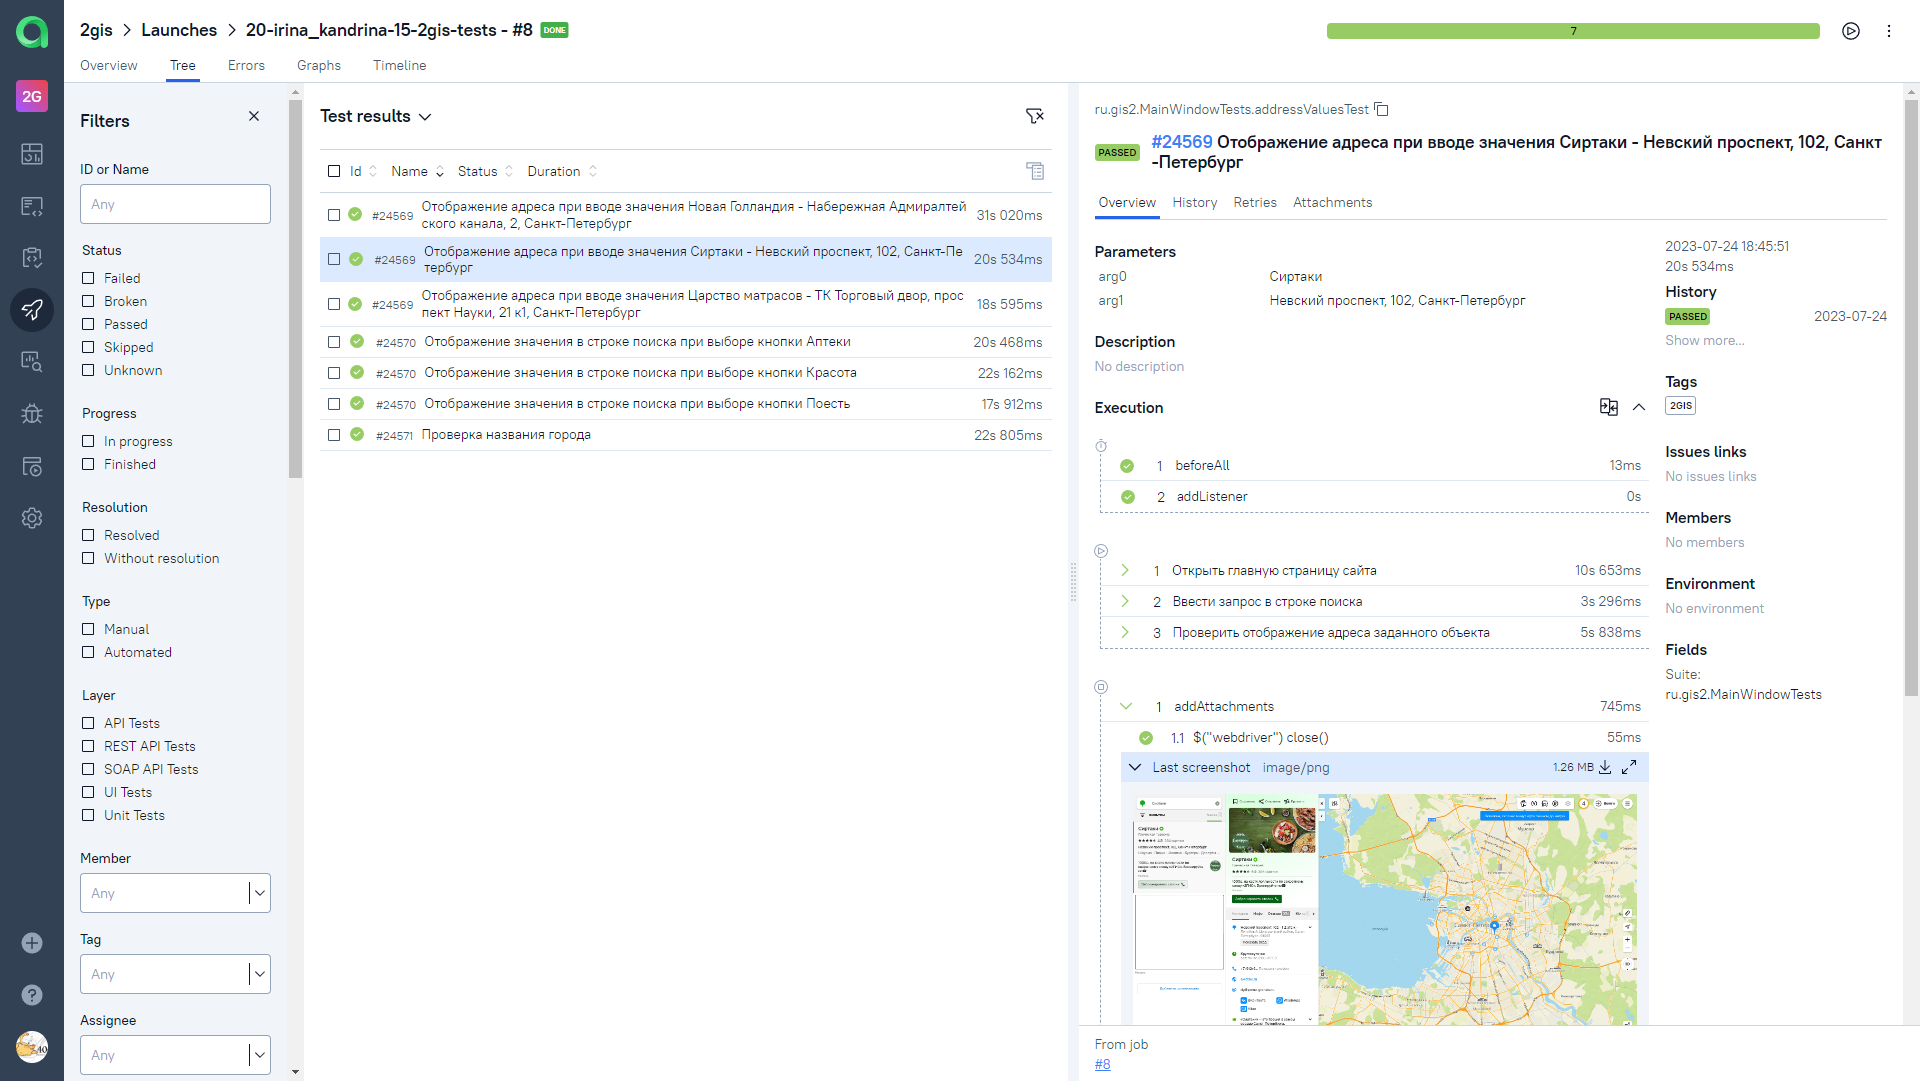 2gis
Launches
20-irina_kandrina-15-2gis-tests - #8
DONE
7
Overview
Tree
Errors
Graphs
Timeline
2G
Filters
ID or Name
Any
Status
Failed
Broken
Passed
Skipped
Unknown
Progress
In progress
Finished
Resolution
Resolved
Without resolution
Type
Manual
Automated
Layer
API Tests
REST API Tests
SOAP API Tests
UI Tests
Unit Tests
Member
Any
Tag
Any
Assignee
Any
Test results
Id Name Status Duration
#24569 Отображение адреса при вводе значения Новая Голландия - Набережная Адмиралтей
ского канала, 2, Санкт-Петербург
31s 020ms
#24569 Отображение адреса при вводе значения Сиртаки - Невский проспект, 102, Санкт-Пе
тербург
20s 534ms
#24569 Отображение адреса при вводе значения Царство матрасов - ТК Торговый двор, прос
пект Науки, 21 к1, Санкт-Петербург
18s 595ms
#24570 Отображение значения в строке поиска при выборе кнопки Аптеки 20s 468ms
#24570 Отображение значения в строке поиска при выборе кнопки Красота 22s 162ms
#24570 Отображение значения в строке поиска при выборе кнопки Поесть 17s 912ms
#24571 Проверка названия города 22s 805ms
ru.gis2.MainWindowTests.addressValuesTest
PASSED
#24569 Отображение адреса при вводе значения Сиртаки - Невский проспект, 102, Санкт
-Петербург
Overview
History
Retries
Attachments
Parameters
arg0 Сиртаки
arg1 Невский проспект, 102, Санкт-Петербург
Description
No description
Execution
1 beforeAll 13ms
2 addListener 0s
1 Открыть главную страницу сайта 10s 653ms
2 Ввести запрос в строке поиска 3s 296ms
3 Проверить отображение адреса заданного объекта 5s 838ms
1 addAttachments 745ms
1.1 $("webdriver") close() 55ms
Last screenshot image/png 1.26 MB
Сиртаки
Сиртаки
2023-07-24 18:45:51
20s 534ms
History
PASSED 2023-07-24
Show more...
Tags
2GIS
Issues links
No issues links
Members
No members
Environment
No environment
Fields
Suite:
ru.gis2.MainWindowTests
From job
#8